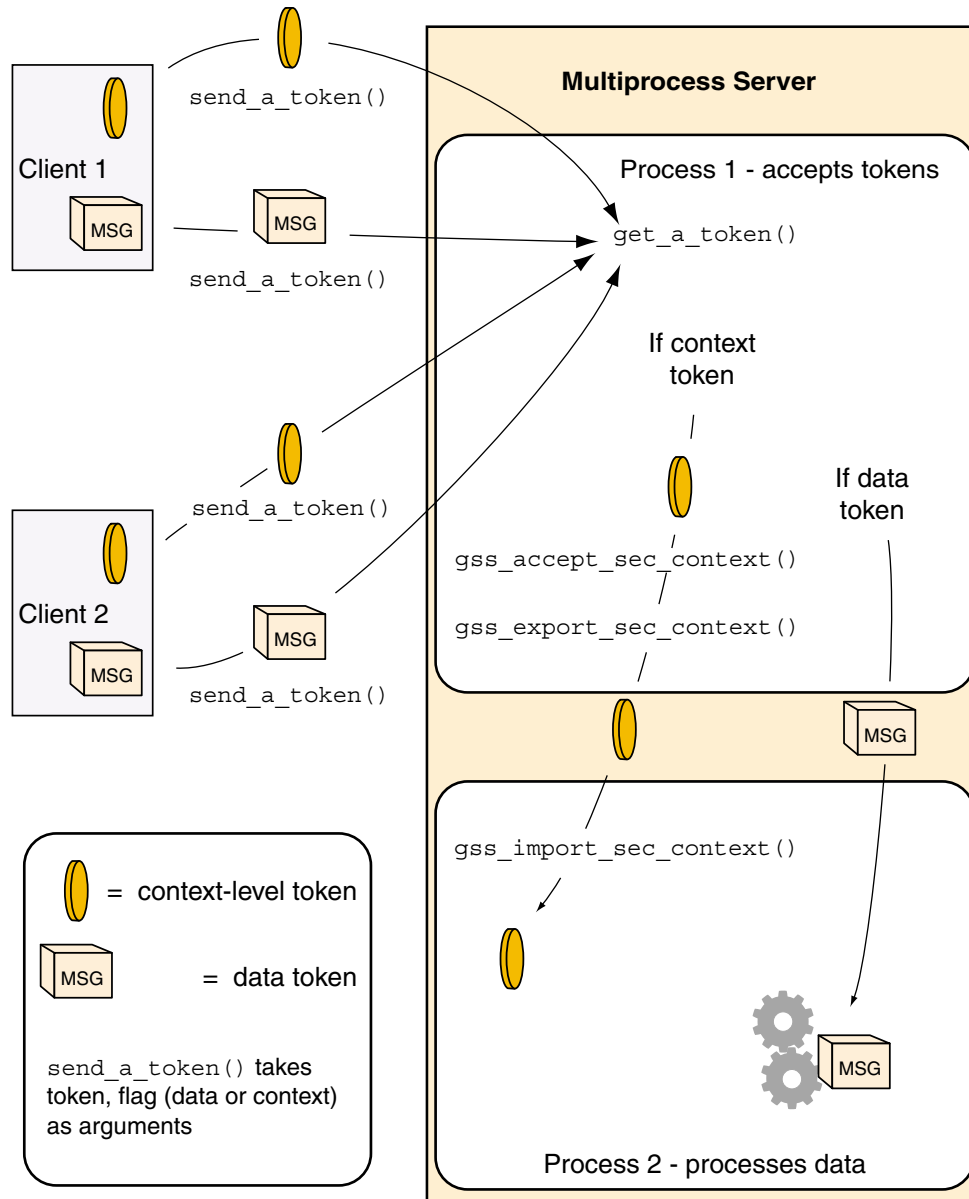 send_a_token()
Client 1
MSG
MSG
send_a_token()
send_a_token()
Client 2
MSG
MSG
send_a_token()
Multiprocess Server
Process 1 - accepts tokens
get_a_token()
If context
token
If data
token
gss_accept_sec_context()
gss_export_sec_context()
MSG
gss_import_sec_context()
MSG
Process 2 - processes data
= context-level token
MSG
= data token
send_a_token() takes
token, flag (data or context)
as arguments